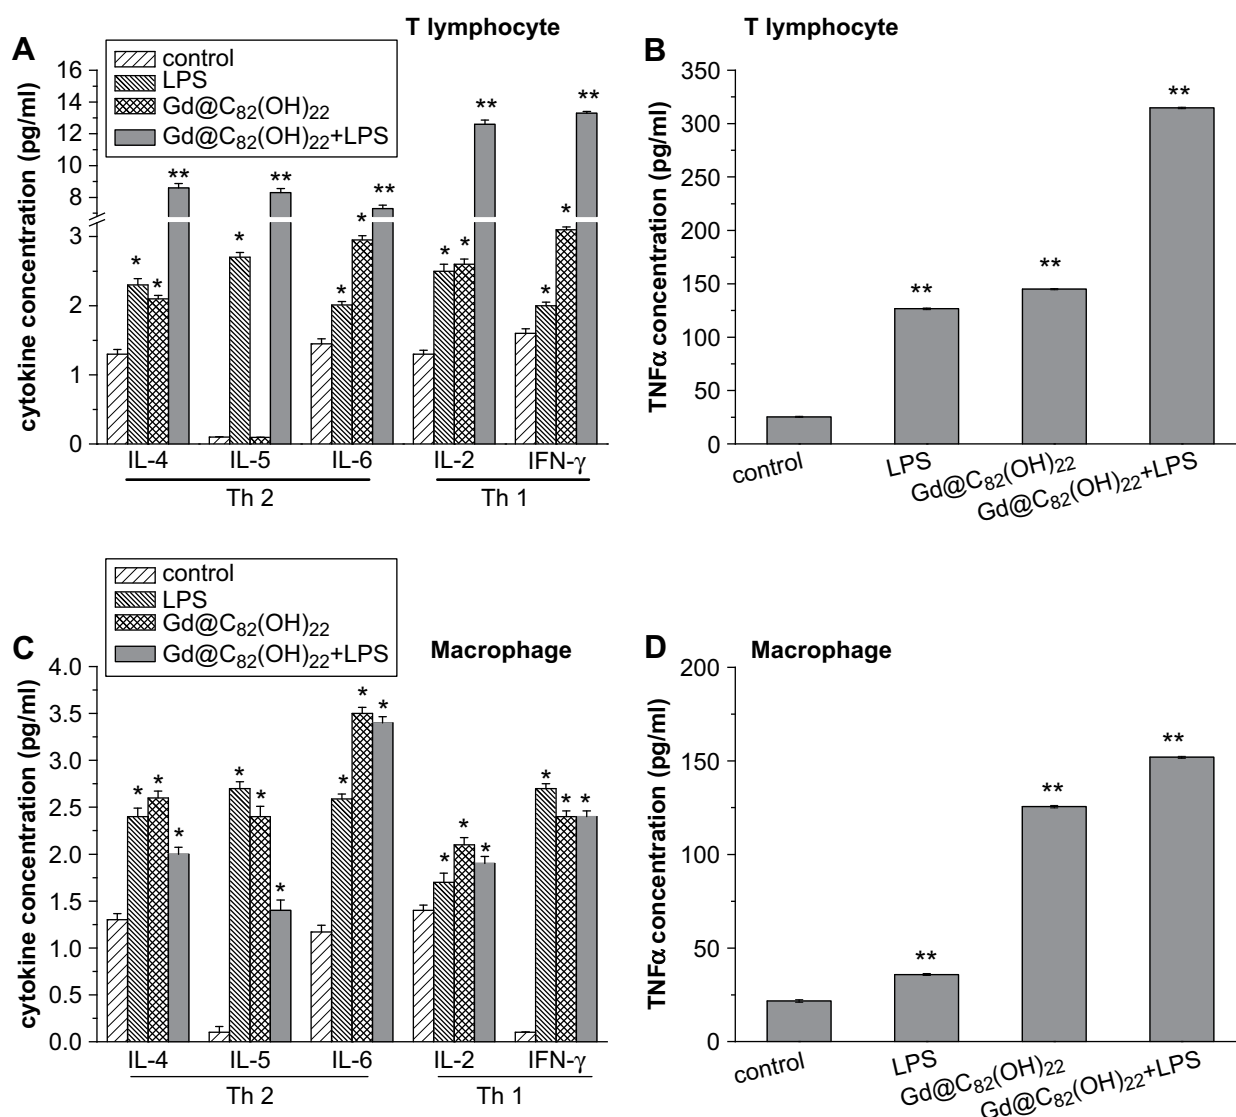 A
T lymphocyte
control
LPS
Gd@C82(OH)22
Gd@C82(OH)22+LPS
cytokine concentration (pg/ml)
16
14
12
10
8
6
3
2
1
0
** ** ** ** **
* * * * * * * * *
IL-4 IL-5 IL-6 IL-2 IFN-γ
Th 2 Th 1
B
T lymphocyte
TNFα concentration (pg/ml)
350
300
250
200
150
100
50
0
** ** **
control LPS Gd@C82(OH)22 Gd@C82(OH)22+LPS
C
Macrophage
control
LPS
Gd@C82(OH)22
Gd@C82(OH)22+LPS
cytokine concentration (pg/ml)
4.0
3.5
3.0
2.5
2.0
1.5
1.0
0.5
0.0
* * * * * * * * * * * * * * *
IL-4 IL-5 IL-6 IL-2 IFN-γ
Th 2 Th 1
D
Macrophage
TNFα concentration (pg/ml)
200
150
100
50
0
** ** **
control LPS Gd@C82(OH)22 Gd@C82(OH)22+LPS